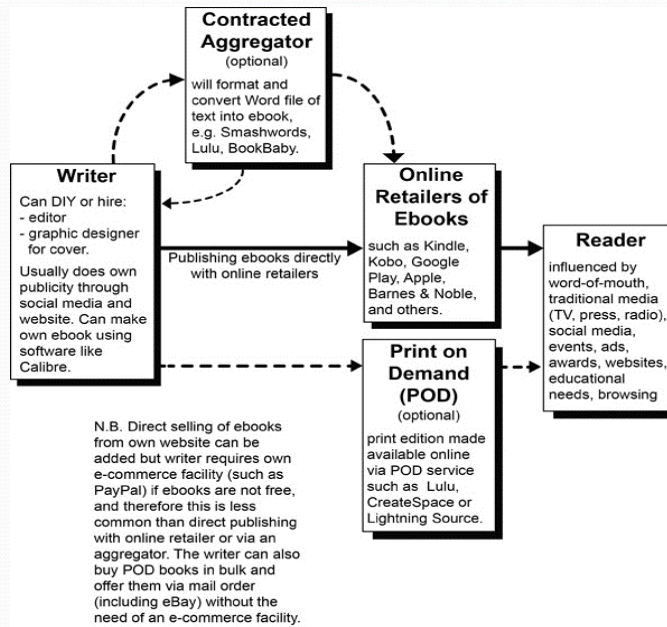 Contracted
Aggregator
(optional)
will format and
convert Word file of
text into ebook,
e.g. Smashwords,
Lulu, BookBaby.
Writer
Can DIY or hire:
- editor
- graphic designer
for cover.
Usually does own
publicity through
social media and
website. Can make
own ebook using
software like
Calibre.
Publishing ebooks directly
with online retailers
Online
Retailers of
Ebooks
such as Kindle,
Kobo, Google
Play, Apple,
Barnes & Noble,
and others.
Reader
influenced by
word-of-mouth,
traditional media
(TV, press, radio),
social media,
events, ads,
awards, websites,
educational
needs, browsing
Print on
Demand
(POD)
(optional)
print edition made
available online
via POD service
such as Lulu,
CreateSpace or
Lightning Source.
N.B. Direct selling of ebooks
from own website can be
added but writer requires own
e-commerce facility (such as
PayPal) if ebooks are not free,
and therefore this is less
common than direct publishing
with online retailer or via an
aggregator. The writer can also
buy POD books in bulk and
offer them via mail order
(including eBay) without the
need of an e-commerce facility.